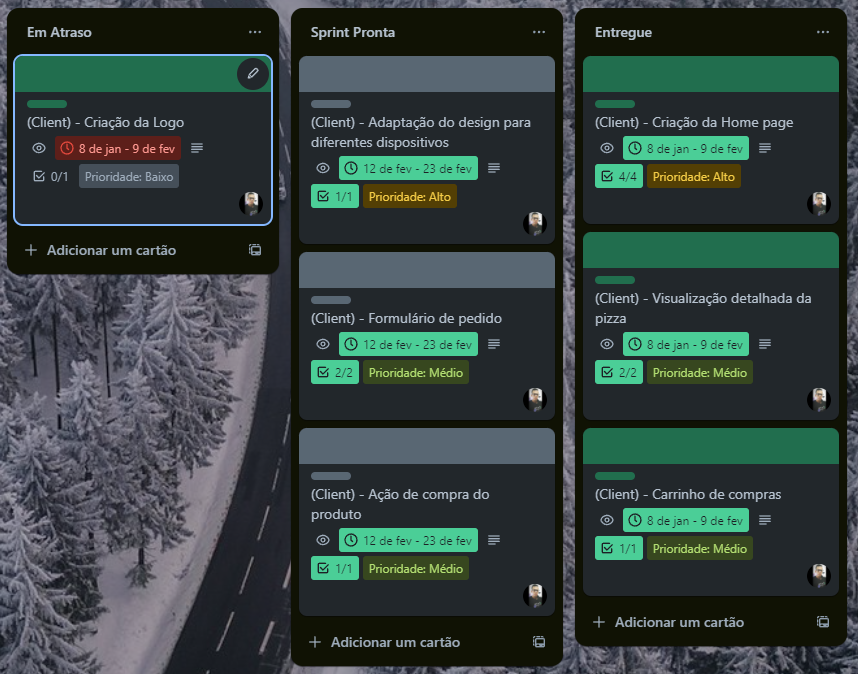 Em Atraso
(Client) - Criação da Logo
8 de jan - 9 de fev
0/1 Prioridade: Baixo
Adicionar um cartão
Sprint Pronta
(Client) - Adaptação do design para
diferentes dispositivos
12 de fev - 23 de fev
1/1 Prioridade: Alto
(Client) - Formulário de pedido
12 de fev - 23 de fev
2/2 Prioridade: Médio
(Client) - Ação de compra do
produto
12 de fev - 23 de fev
1/1 Prioridade: Médio
Adicionar um cartão
Entregue
(Client) - Criação da Home page
8 de jan - 9 de fev
4/4 Prioridade: Alto
(Client) - Visualização detalhada da
pizza
8 de jan - 9 de fev
2/2 Prioridade: Médio
(Client) - Carrinho de compras
8 de jan - 9 de fev
1/1 Prioridade: Médio
Adicionar um cartão